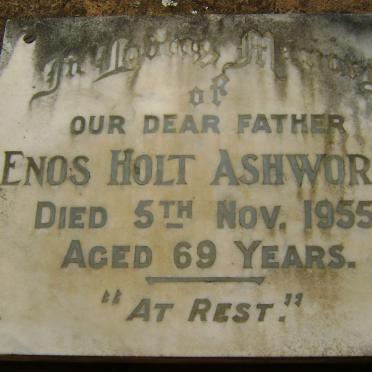 In Loving Memory
of
OUR DEAR FATHER
ENOS HOLT ASHWOR
DIED 5TH NOV. 1955
AGED 69 YEARS.
"AT REST."